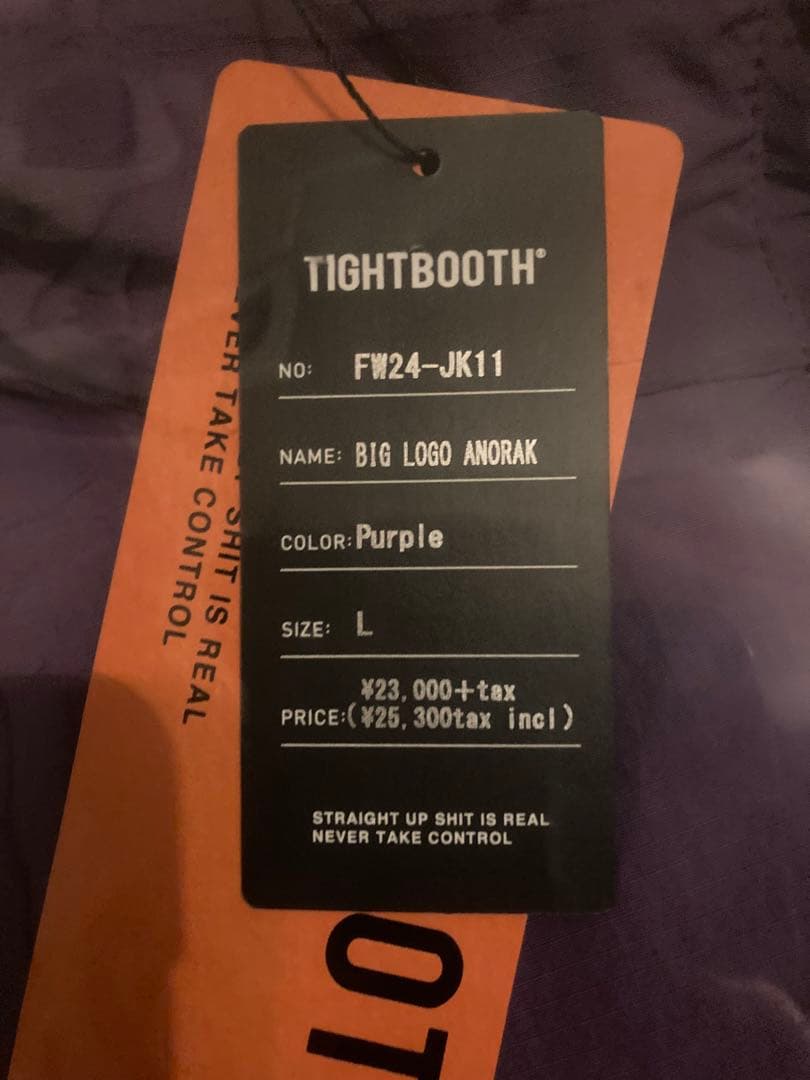 TIGHTBOOTH®
NO: FW24-JK11
NAME: BIG LOGO ANORAK
COLOR: Purple
SIZE: L
¥23,000+tax
PRICE: (¥25,300tax incl)
STRAIGHT UP SHIT IS REAL
NEVER TAKE CONTROL
SHIT IS REAL
TAKE CONTROL
OT